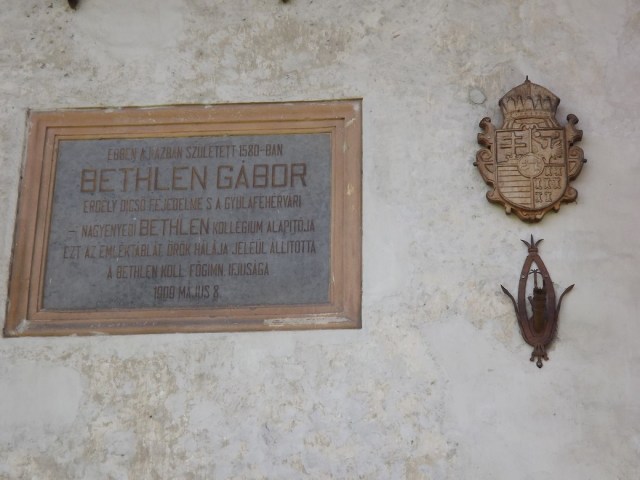 EBBEN A HÁZBAN SZÜLETETT 1580-BAN
BETHLEN GÁBOR
ERDÉLY DICSŐ FEJEDELME S A GYULAFEHÉRVÁRI
– NAGYENYEDI BETHLEN KOLLEGIUM ALAPITÓJA
EZT AZ EMLÉKTÁBLÁT ÖRÖK HÁLÁJA JELEÜL ÁLLITOTTA
A BETHLEN KOLL. FŐGIMN. IFJUSÁGA
1908 MÁJUS 8.